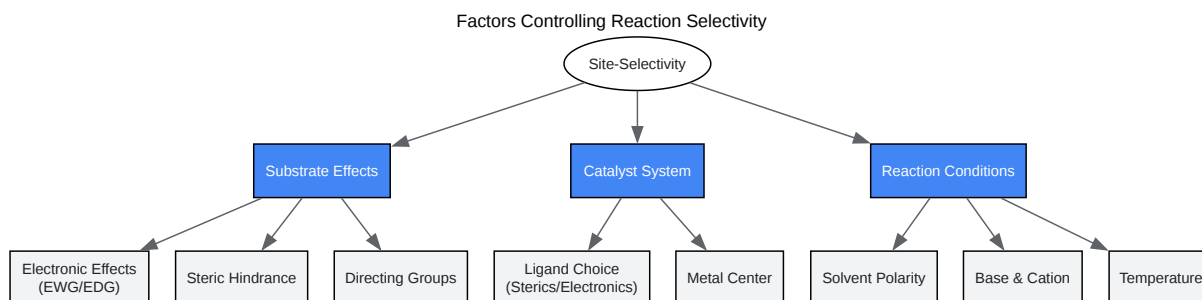 Factors Controlling Reaction Selectivity
Site-Selectivity
Substrate Effects
Catalyst System
Reaction Conditions
Electronic Effects
(EWG/EDG)
Steric Hindrance
Directing Groups
Ligand Choice
(Sterics/Electronics)
Metal Center
Solvent Polarity
Base & Cation
Temperature